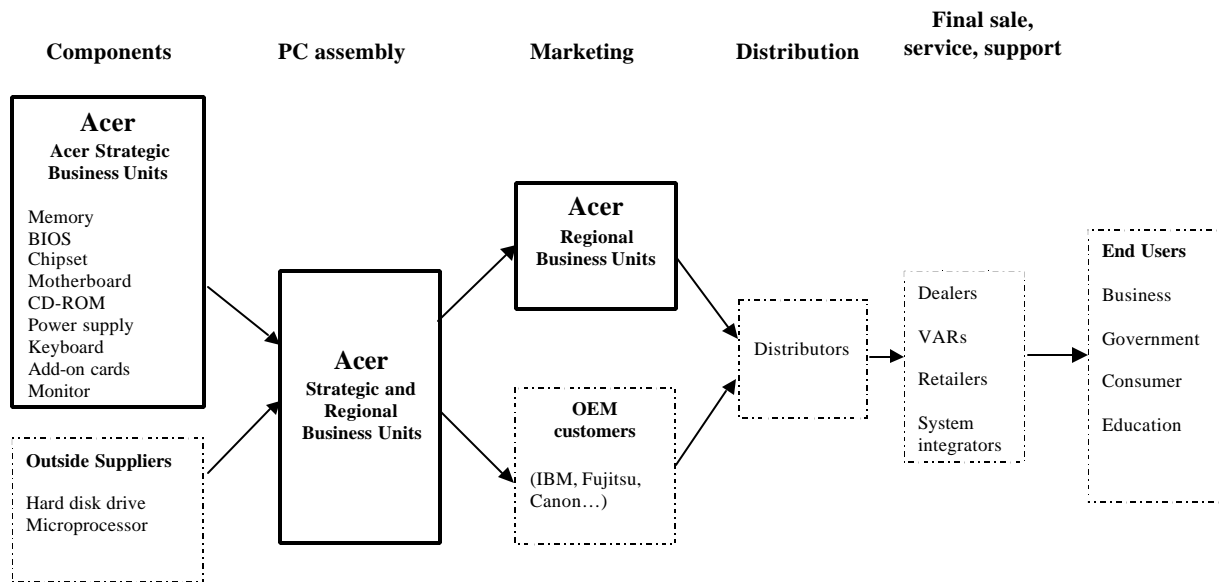 Components
PC assembly
Marketing
Distribution
Final sale,
service, support
Acer
Acer Strategic
Business Units
Memory
BIOS
Chipset
Motherboard
CD-ROM
Power supply
Keyboard
Add-on cards
Monitor
Outside Suppliers
Hard disk drive
Microprocessor
Acer
Strategic and
Regional
Business Units
Acer
Regional
Business Units
OEM
customers
(IBM, Fujitsu,
Canon…)
Distributors
Dealers
VARs
Retailers
System
integrators
End Users
Business
Government
Consumer
Education